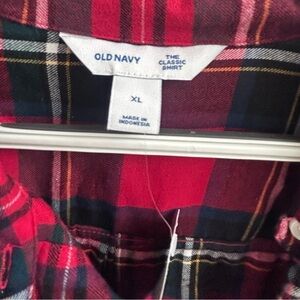 OLD NAVY
THE
CLASSIC
SHIRT
XL
MADE IN
INDONESIA